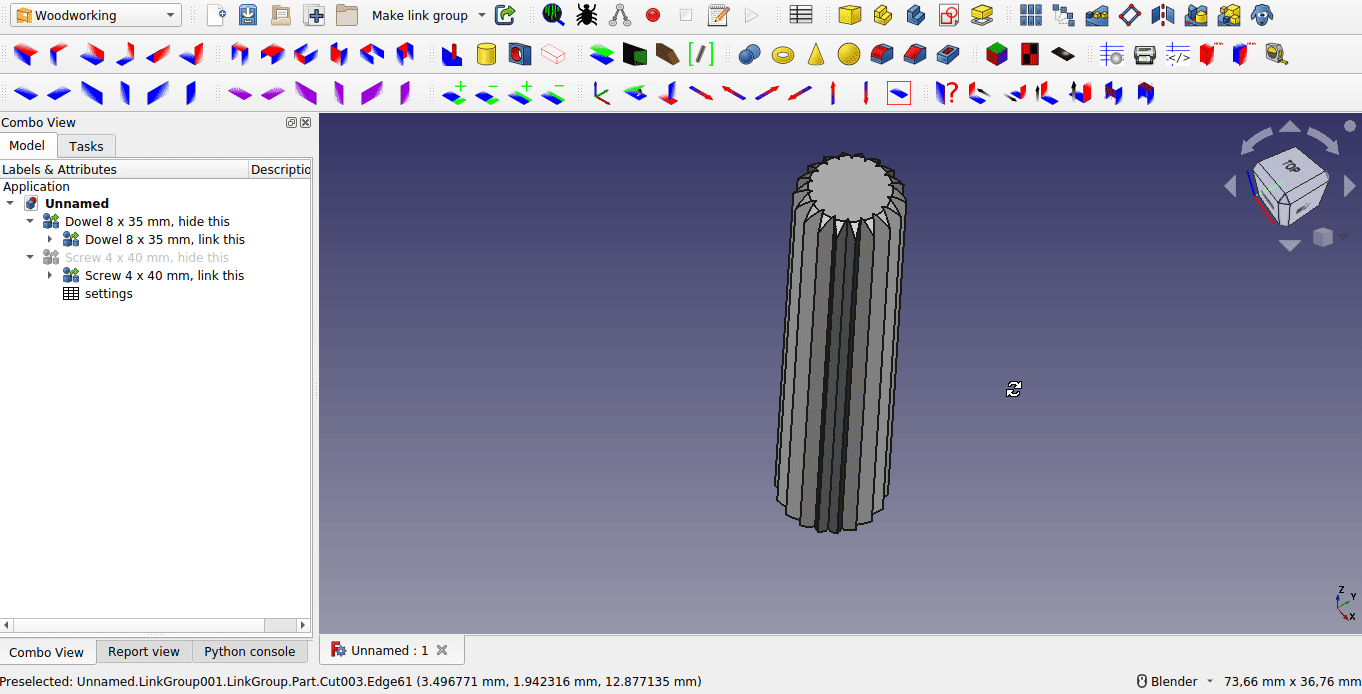 Woodworking
Make link group
Combo View
Model
Tasks
Labels & Attributes
Descriptio
Application
Unnamed
Dowel 8 x 35 mm, hide this
Dowel 8 x 35 mm, link this
Screw 4 x 40 mm, hide this
Screw 4 x 40 mm, link this
settings
TOP
Z
Y
X
Combo View
Report view
Python console
Unnamed : 1
Preselected: Unnamed.LinkGroup001.LinkGroup.Part.Cut003.Edge61 (3.496771 mm, 1.942316 mm, 12.877135 mm)
Blender
73,66 mm x 36,76 mm